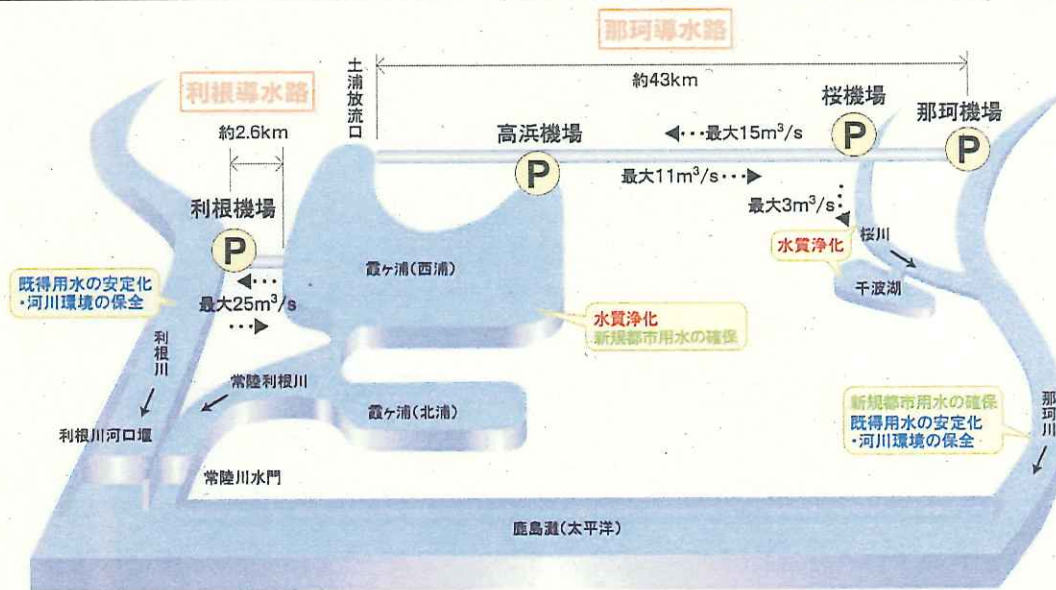 那珂導水路
約43km
土浦放流口
利根導水路
約2.6km
高浜機場
P
桜機場
P
那珂機場
P
最大15m³/s
最大11m³/s
最大3m³/s
利根機場
P
最大25m³/s
既得用水の安定化
・河川環境の保全
霞ヶ浦(西浦)
水質浄化
新規都市用水の確保
水質浄化
桜川
千波湖
利根川
常陸利根川
霞ヶ浦(北浦)
利根川河口堰
常陸川水門
新規都市用水の確保
既得用水の安定化
・河川環境の保全
那珂川
鹿島灘(太平洋)